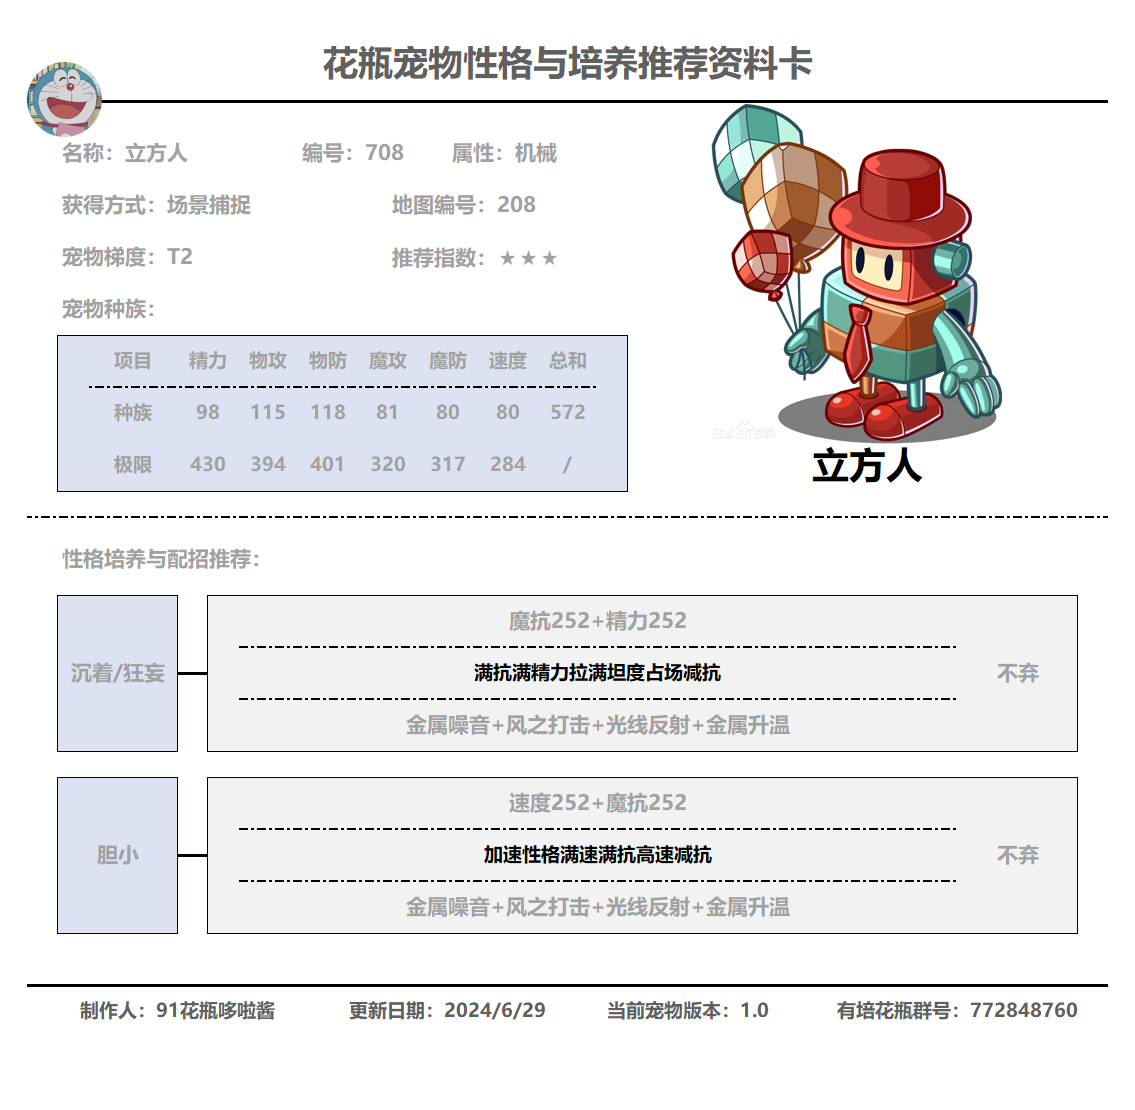 花瓶宠物性格与培养推荐资料卡
名称：立方人 编号：708 属性：机械
获得方式：场景捕捉 地图编号：208
宠物梯度：T2 推荐指数：★★★
宠物种族：
项目 精力 物攻 物防 魔攻 魔防 速度 总和
种族 98 115 118 81 80 80 572
极限 430 394 401 320 317 284 /
Bai百科
立方人
性格培养与配招推荐：
沉着/狂妄
魔抗252+精力252
满抗满精力拉满坦度占场减抗
金属噪音+风之打击+光线反射+金属升温
不弃
胆小
速度252+魔抗252
加速性格满速满抗高速减抗
金属噪音+风之打击+光线反射+金属升温
不弃
制作人：91花瓶哆啦酱 更新日期：2024/6/29 当前宠物版本：1.0 有培花瓶群号：772848760